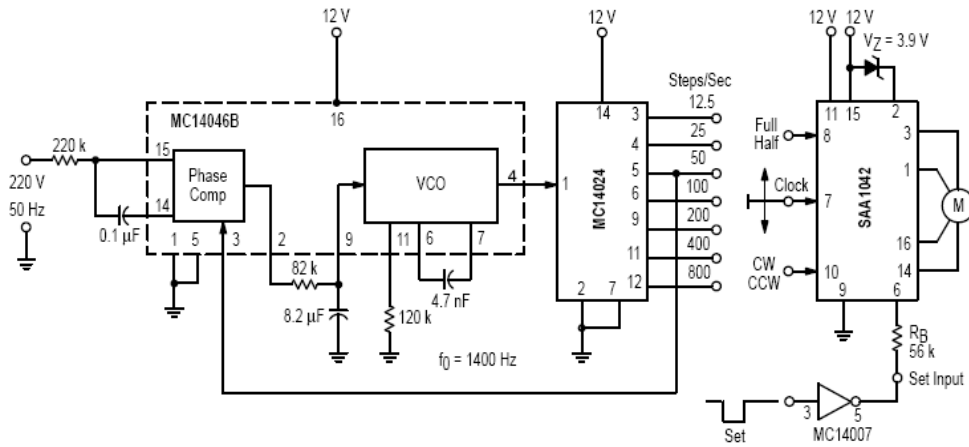 12 V
12 V
12 V 12 V
VZ = 3.9 V
Steps/Sec
MC14046B
16
14
3
12.5
11 15 2
220 k
15
Phase
Comp
VCO
4
1
MC14024
4
25
Full
Half
8
3
220 V
50 Hz
14
5
50
1
6
100
Clock
7
SAA1042
M
0.1 µF
9
200
1 5 3 2 9 11 6 7
11
400
16
82 k
12
800
CW
CCW
10
14
8.2 µF
4.7 nF
120 k
2 7
9
6
f0 = 1400 Hz
RB
56 k
Set Input
3
5
Set
MC14007